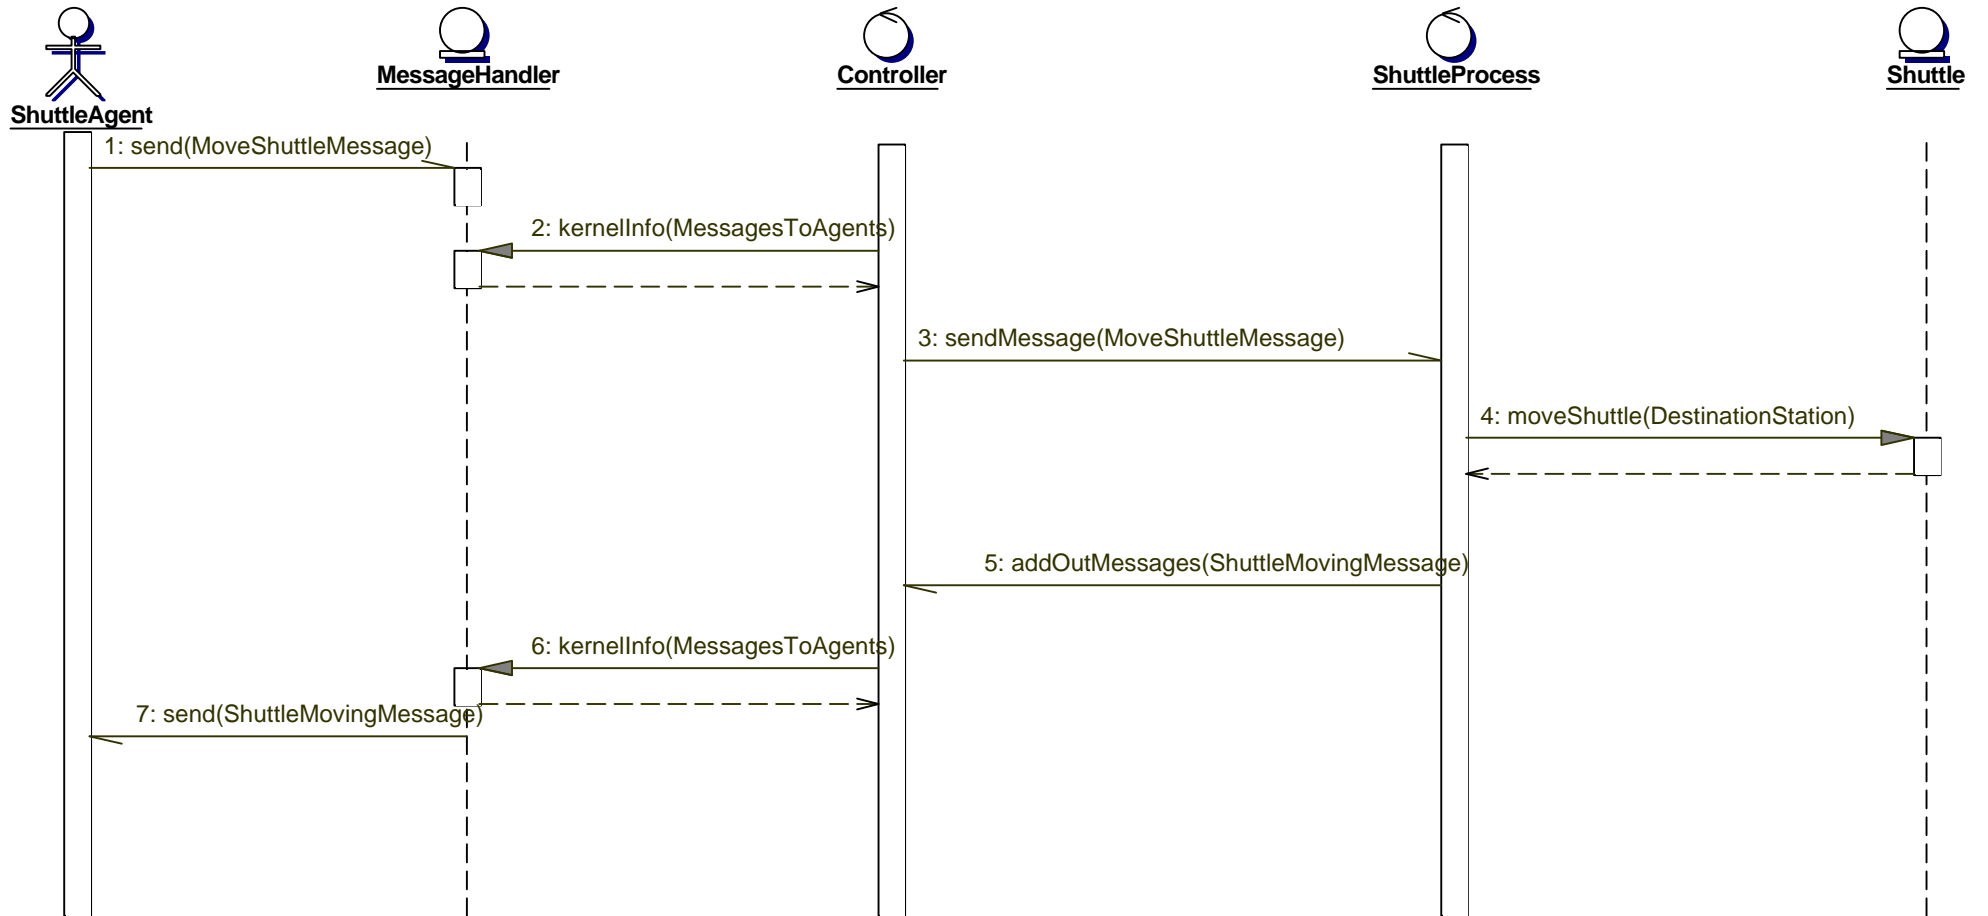 MessageHandler
Controller
ShuttleProcess
Shuttle
ShuttleAgent
1: send(MoveShuttleMessage)
2: kernelInfo(MessagesToAgents)
3: sendMessage(MoveShuttleMessage)
4: moveShuttle(DestinationStation)
5: addOutMessages(ShuttleMovingMessage)
6: kernelInfo(MessagesToAgents)
7: send(ShuttleMovingMessage)